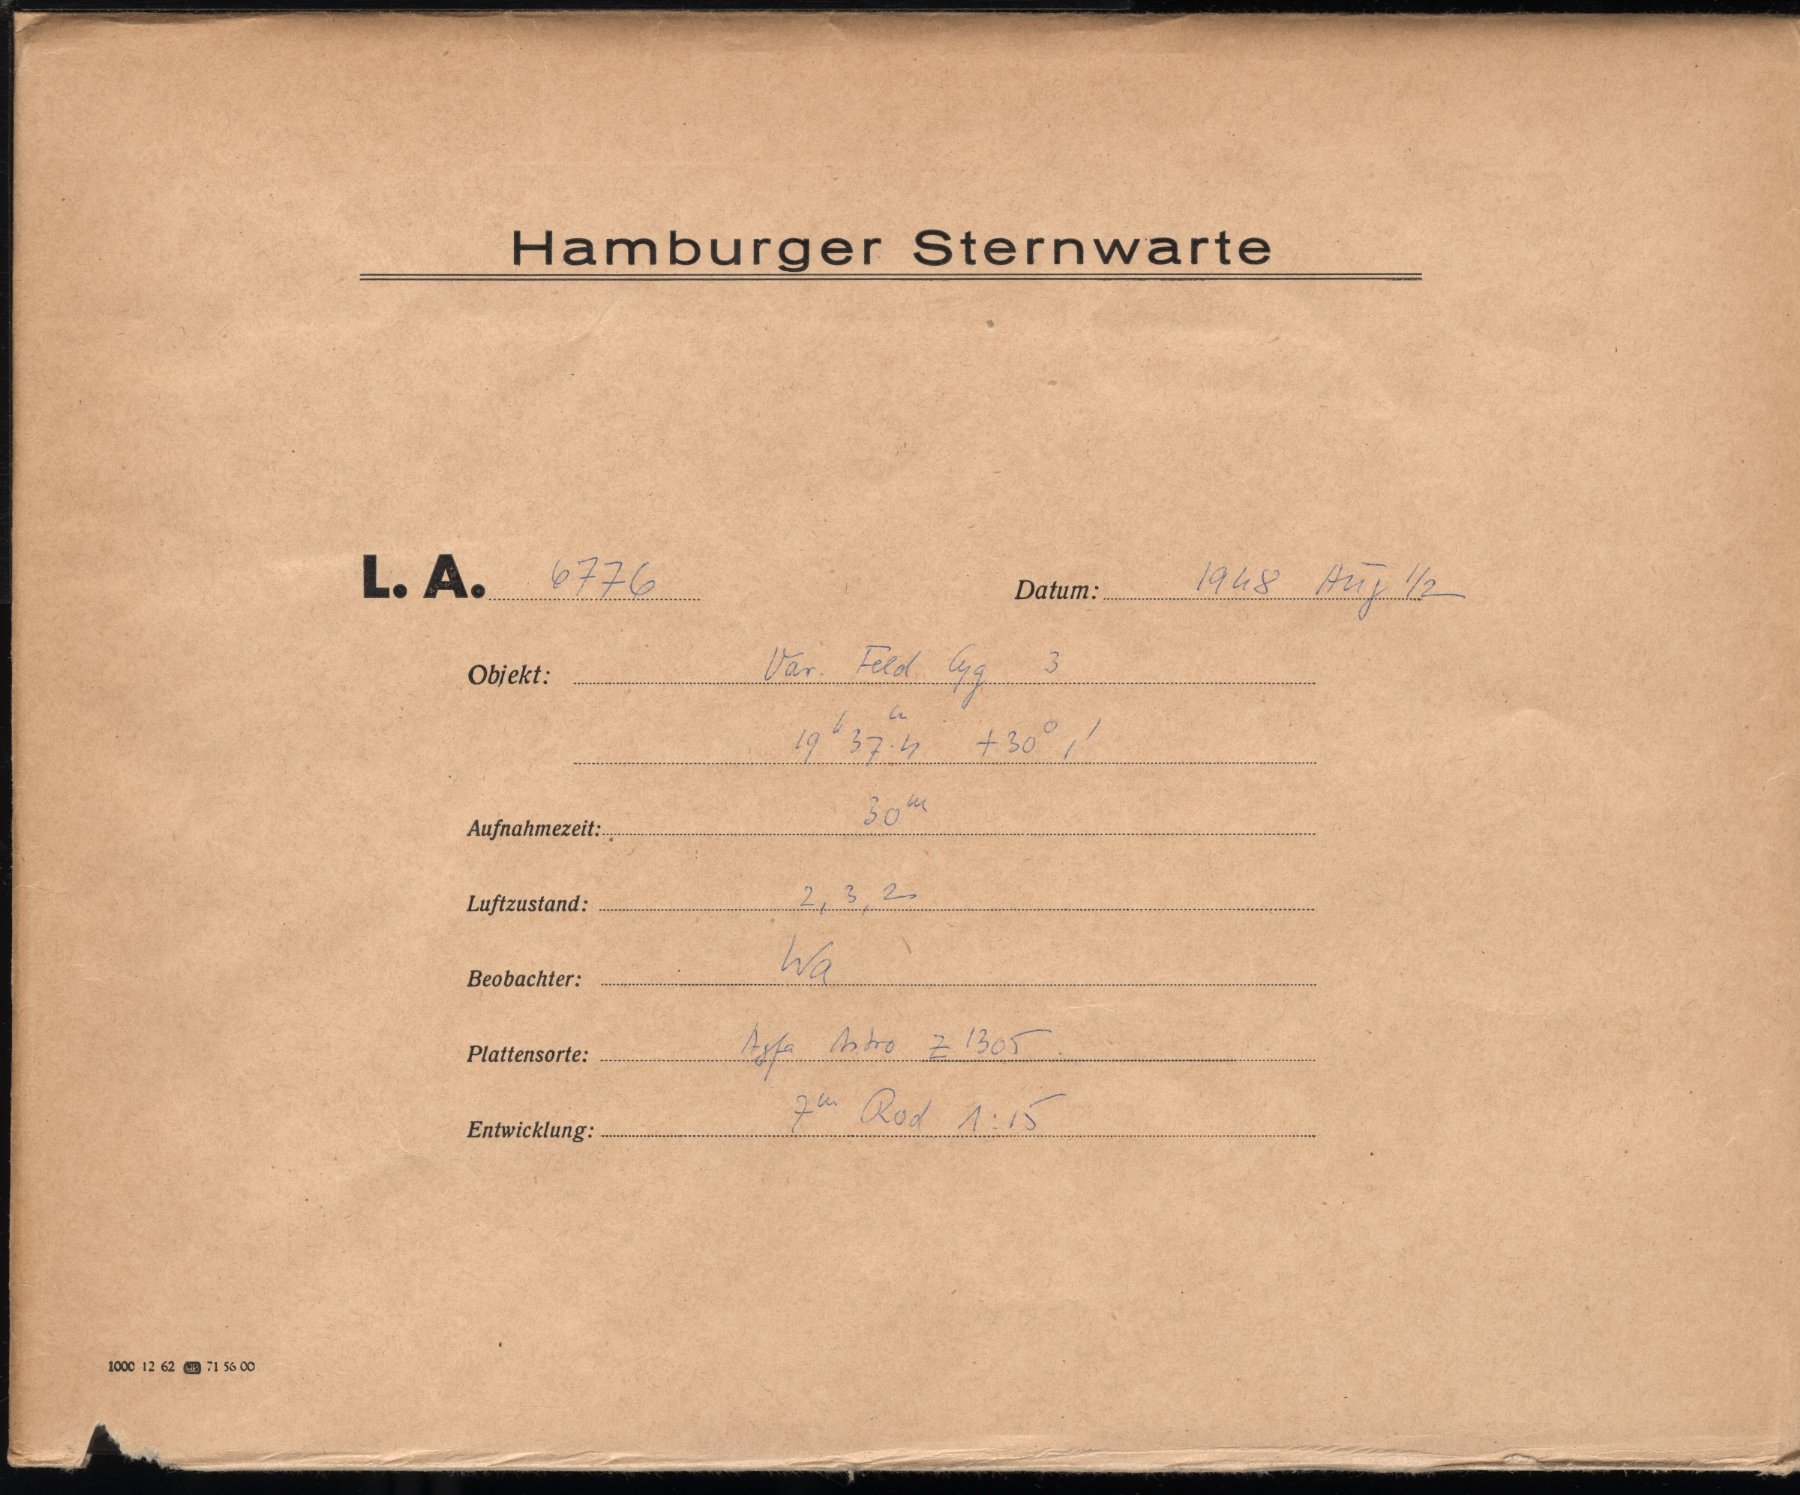 Hamburger Sternwarte
L. A. 6776 Datum: 1948 Aug 1/2
Objekt: Var. Feld Cyg 3
19ʰ 37ᵐ.4 +30° 1'
Aufnahmezeit: 30ᵐ
Luftzustand: 2, 3, 2
Beobachter: Wa
Plattensorte: Agfa Astro Z 1305
Entwicklung: 7ᵐ Rod 1:15
1000 12 62 71 56 00